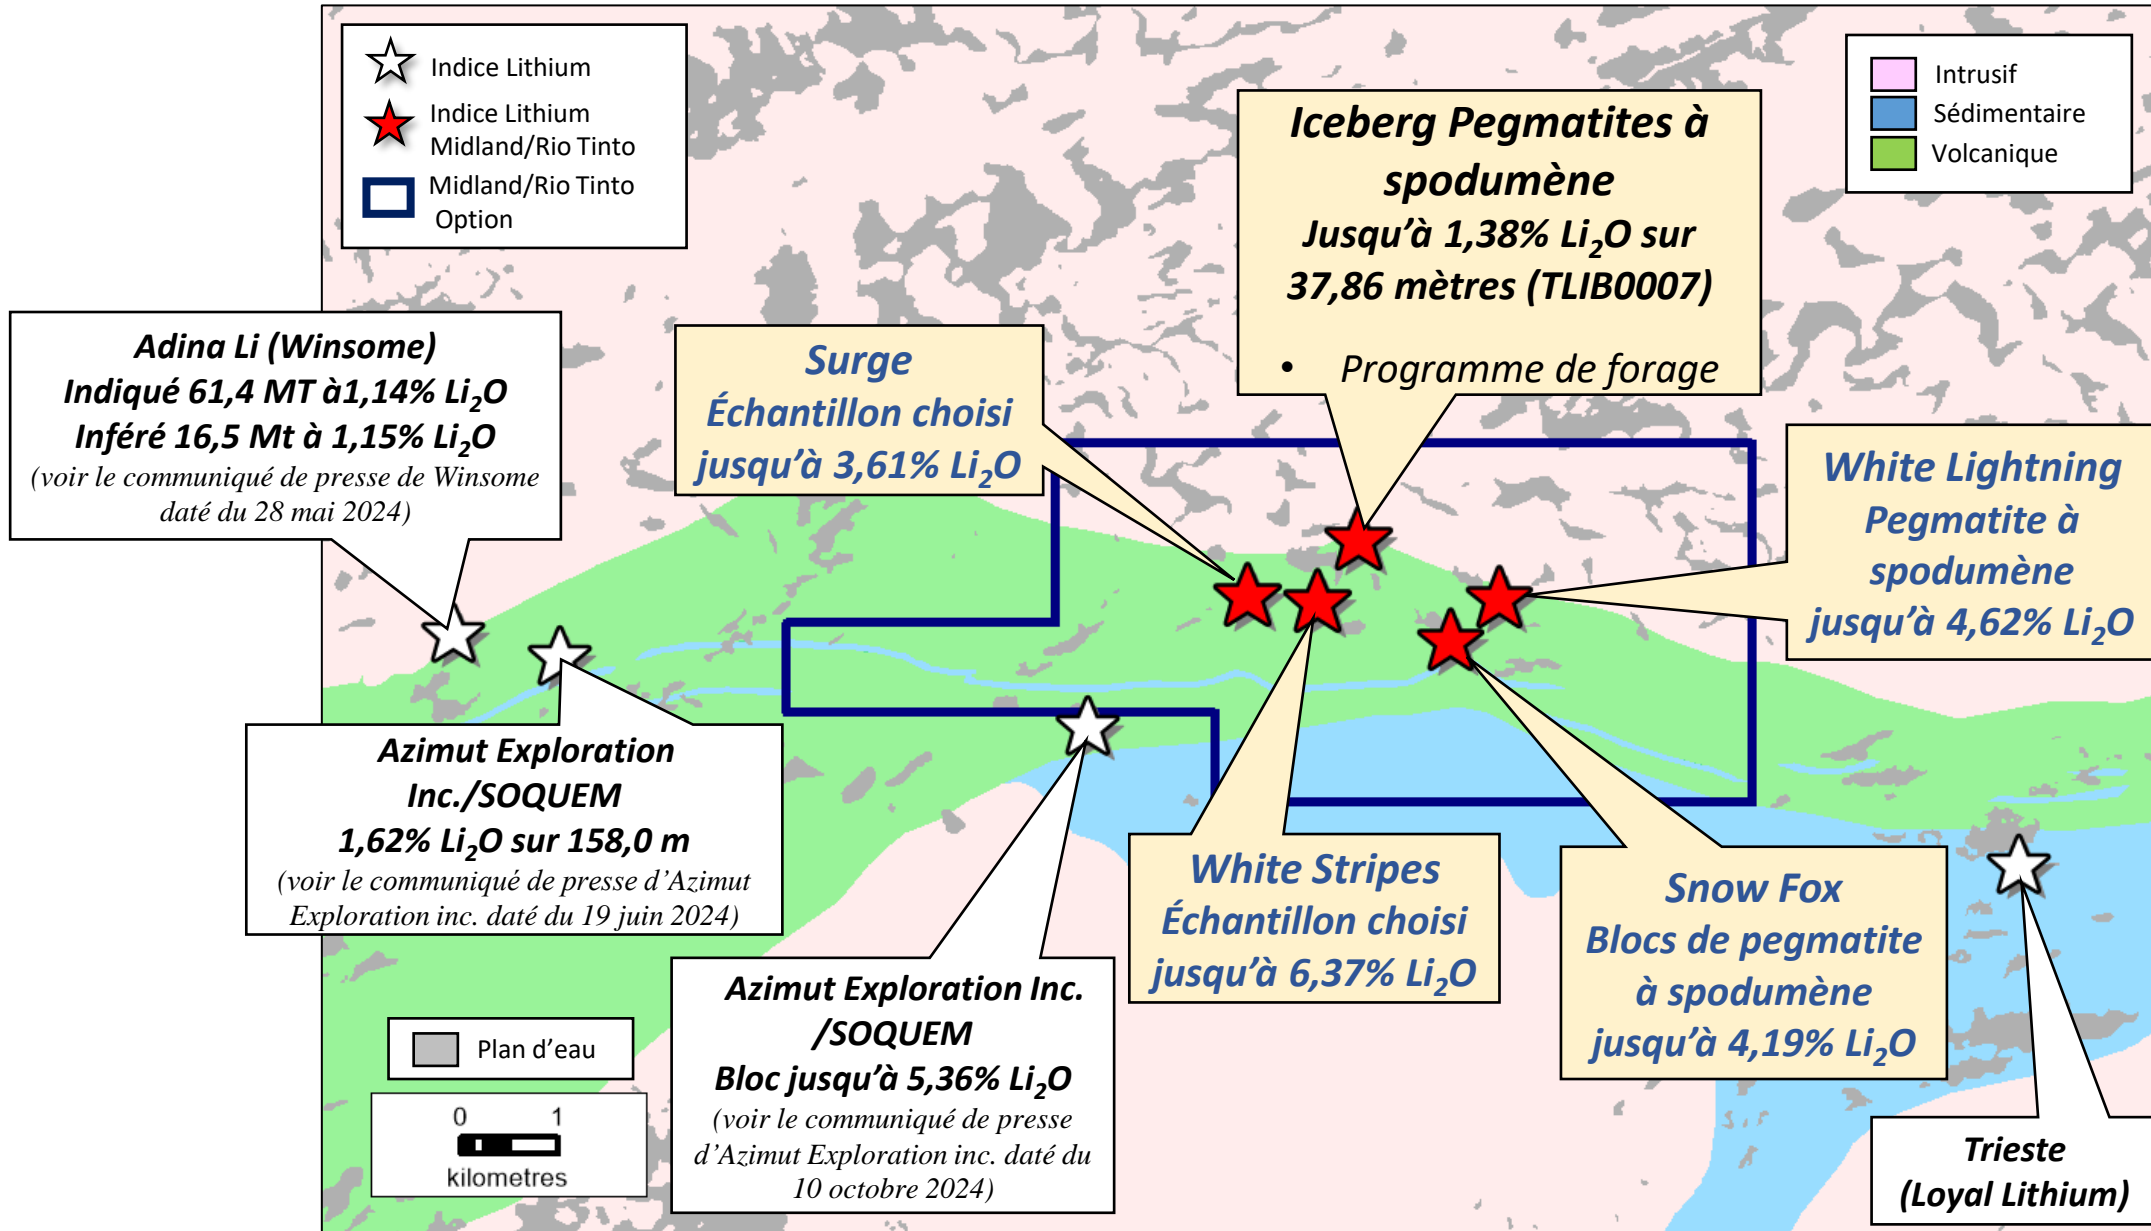 Indice Lithium
Indice Lithium
Midland/Rio Tinto
Midland/Rio Tinto
Option
Intrusif
Sédimentaire
Volcanique
Iceberg Pegmatites à
spodumène
Jusqu’à 1,38% Li₂O sur
37,86 mètres (TLIB0007)
• Programme de forage
Adina Li (Winsome)
Indiqué 61,4 MT à1,14% Li₂O
Inféré 16,5 Mt à 1,15% Li₂O
(voir le communiqué de presse de Winsome
daté du 28 mai 2024)
Surge
Échantillon choisi
jusqu’à 3,61% Li₂O
White Lightning
Pegmatite à
spodumène
jusqu’à 4,62% Li₂O
Azimut Exploration
Inc./SOQUEM
1,62% Li₂O sur 158,0 m
(voir le communiqué de presse d’Azimut
Exploration inc. daté du 19 juin 2024)
White Stripes
Échantillon choisi
jusqu’à 6,37% Li₂O
Snow Fox
Blocs de pegmatite
à spodumène
jusqu’à 4,19% Li₂O
Azimut Exploration Inc.
/SOQUEM
Bloc jusqu’à 5,36% Li₂O
(voir le communiqué de presse
d’Azimut Exploration inc. daté du
10 octobre 2024)
Plan d’eau
0 1
kilometres
Trieste
(Loyal Lithium)